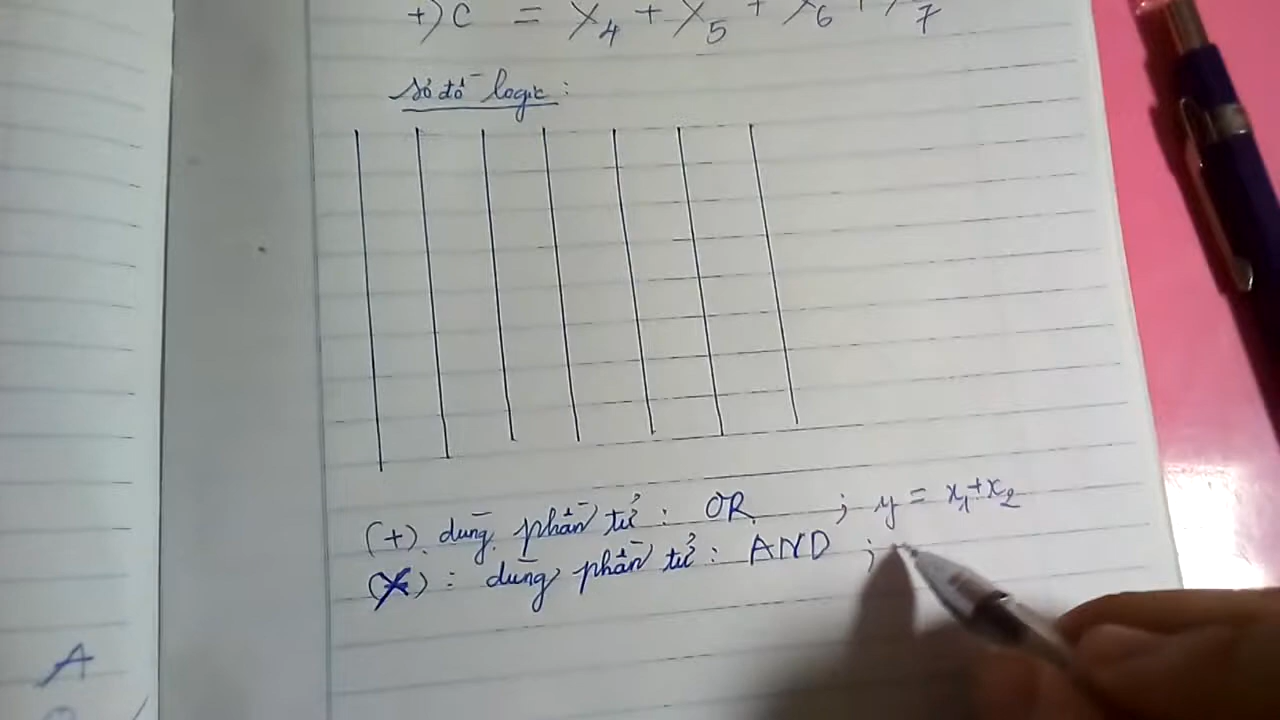 +) C = X4 + X5 + X6 + X7
Sơ đồ logic :
(+). dùng phần tử : OR ; y = x1 + x2
(X) : dùng phần tử : AND ;
A